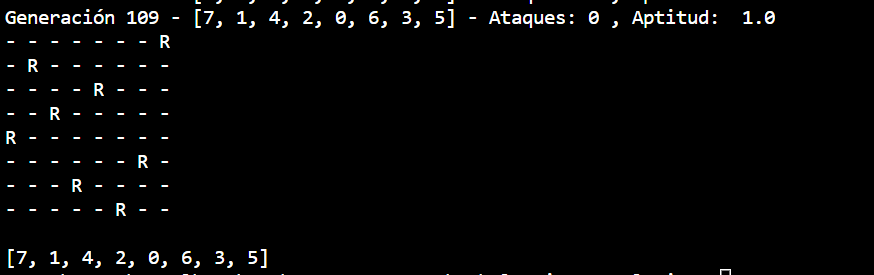 Generación 109 - [7, 1, 4, 2, 0, 6, 3, 5] - Ataques: 0 , Aptitud:  1.0
- - - - - - - R
- R - - - - - -
- - - - R - - -
- - R - - - - -
R - - - - - - -
- - - - - - R -
- - - R - - - -
- - - - - R - -
[7, 1, 4, 2, 0, 6, 3, 5]